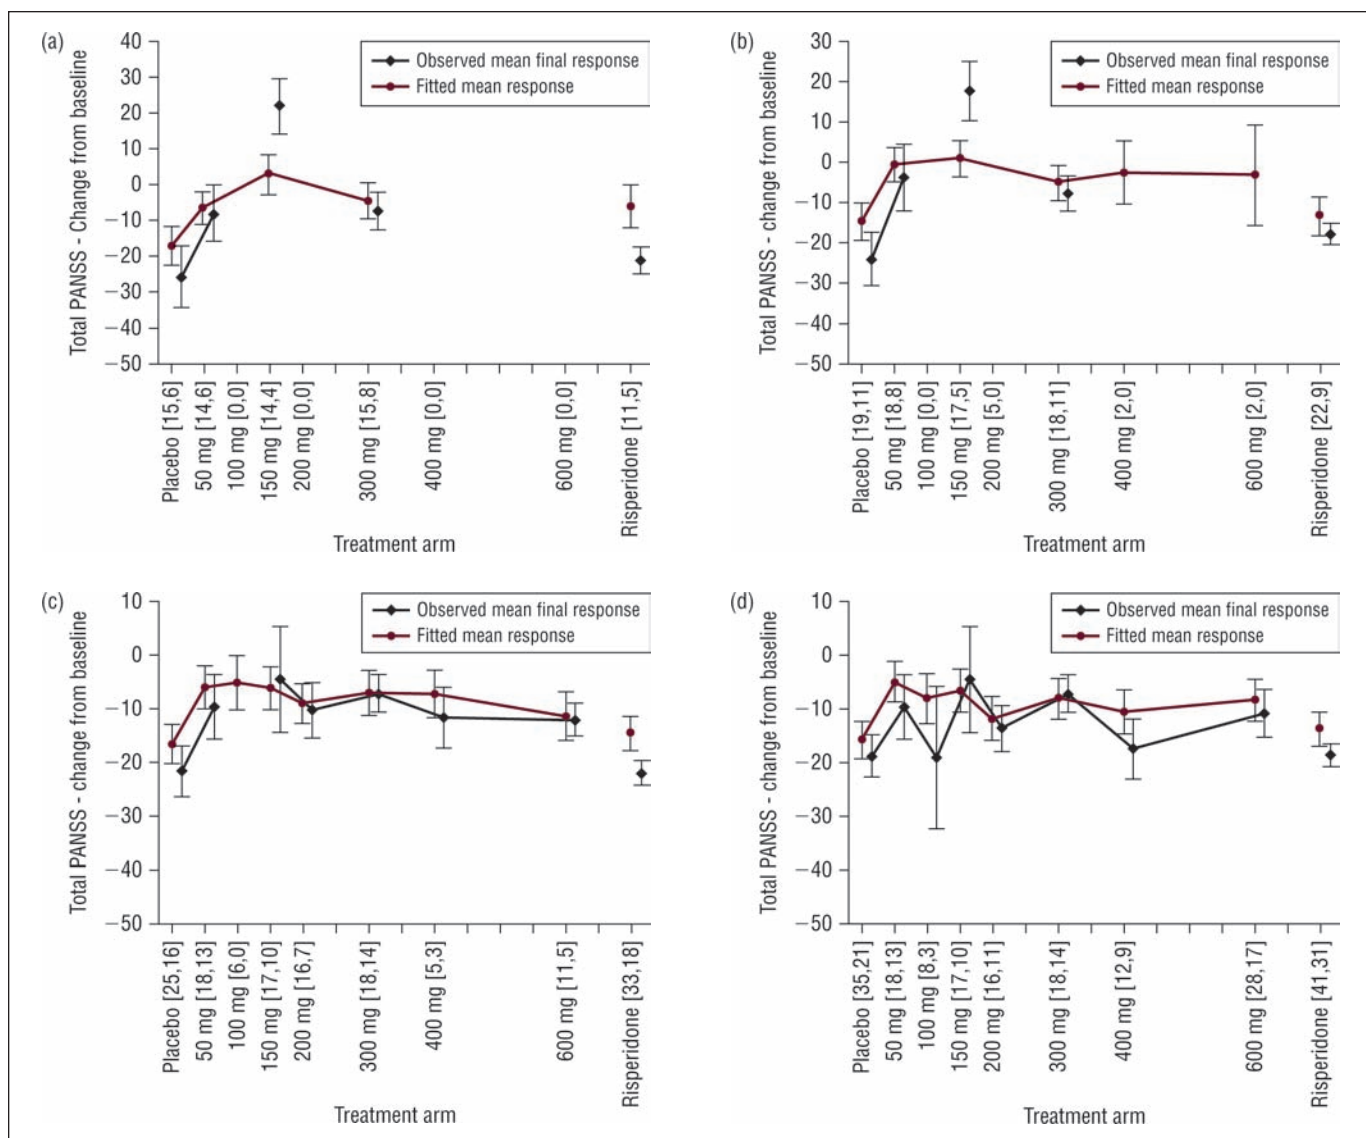 (a)
40
30
20
10
0
−10
−20
−30
−40
−50
Total PANSS - Change from baseline
Observed mean final response
Fitted mean response
Placebo [15,6]
50 mg [14,6]
100 mg [0,0]
150 mg [14,4]
200 mg [0,0]
300 mg [15,8]
400 mg [0,0]
600 mg [0,0]
Risperidone [11,5]
Treatment arm
(b)
30
20
10
0
−10
−20
−30
−40
−50
Total PANSS - change from baseline
Observed mean final response
Fitted mean response
Placebo [19,11]
50 mg [18,8]
100 mg [0,0]
150 mg [17,5]
200 mg [5,0]
300 mg [18,11]
400 mg [2,0]
600 mg [2,0]
Risperidone [22,9]
Treatment arm
(c)
10
0
−10
−20
−30
−40
−50
Total PANSS - change from baseline
Observed mean final response
Fitted mean response
Placebo [25,16]
50 mg [18,13]
100 mg [6,0]
150 mg [17,10]
200 mg [16,7]
300 mg [18,14]
400 mg [5,3]
600 mg [11,5]
Risperidone [33,18]
Treatment arm
(d)
10
0
−10
−20
−30
−40
−50
Total PANSS - change from baseline
Observed mean final response
Fitted mean response
Placebo [35,21]
50 mg [18,13]
100 mg [8,3]
150 mg [17,10]
200 mg [16,11]
300 mg [18,14]
400 mg [12,9]
600 mg [28,17]
Risperidone [41,31]
Treatment arm